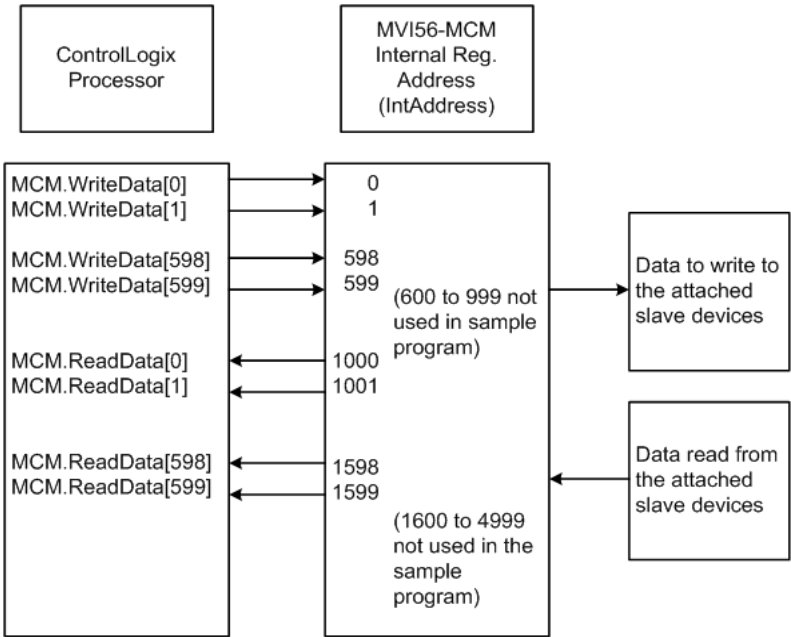 ControlLogix
Processor
MVI56-MCM
Internal Reg.
Address
(IntAddress)
MCM.WriteData[0]
MCM.WriteData[1]
MCM.WriteData[598]
MCM.WriteData[599]
MCM.ReadData[0]
MCM.ReadData[1]
MCM.ReadData[598]
MCM.ReadData[599]
0
1
598
599
(600 to 999 not
used in sample
program)
1000
1001
1598
1599
(1600 to 4999
not used in the
sample
program)
Data to write to
the attached
slave devices
Data read from
the attached
slave devices